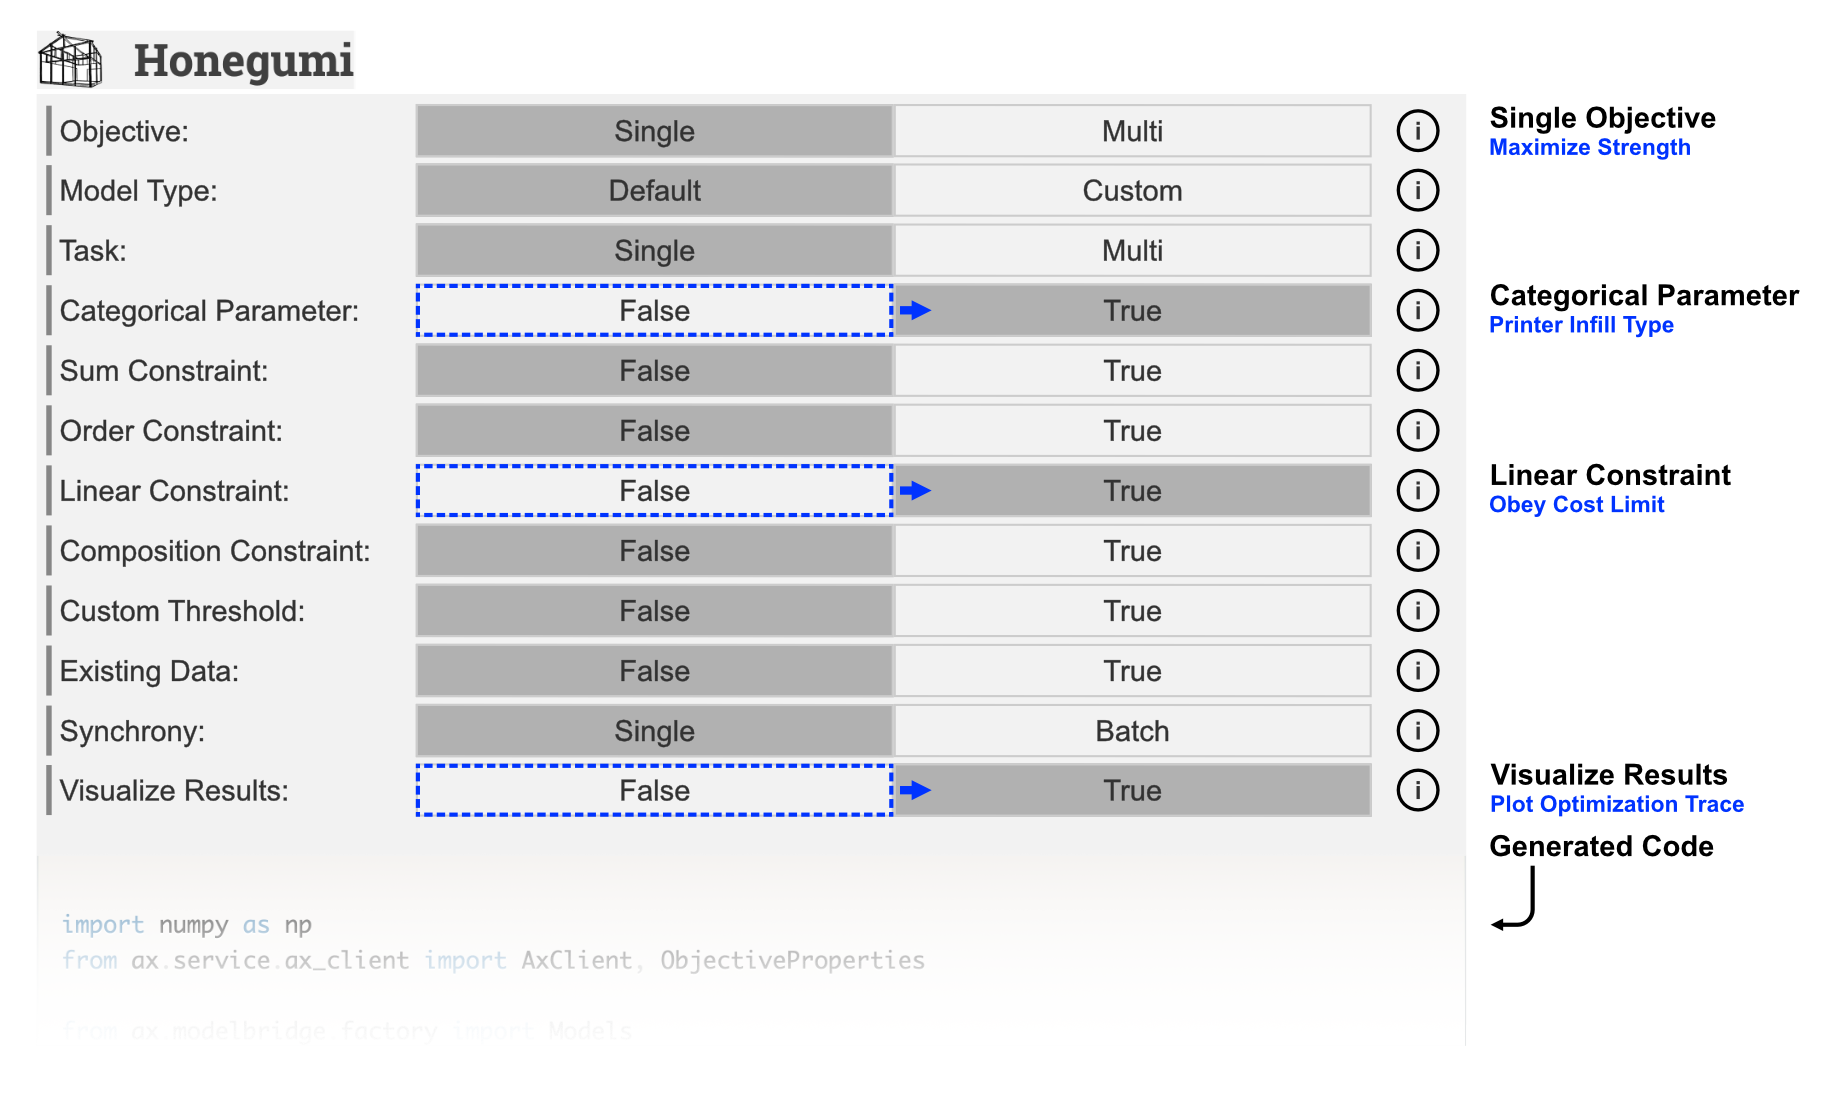 Honegumi
Objective: Single Multi i Single Objective
Maximize Strength
Model Type: Default Custom i
Task: Single Multi i
Categorical Parameter: False True i Categorical Parameter
Printer Infill Type
Sum Constraint: False True i
Order Constraint: False True i
Linear Constraint: False True i Linear Constraint
Obey Cost Limit
Composition Constraint: False True i
Custom Threshold: False True i
Existing Data: False True i
Synchrony: Single Batch i
Visualize Results: False True i Visualize Results
Plot Optimization Trace
Generated Code
import numpy as np
from ax.service.ax_client import AxClient, ObjectiveProperties
from ax.modelbridge.factory import Models